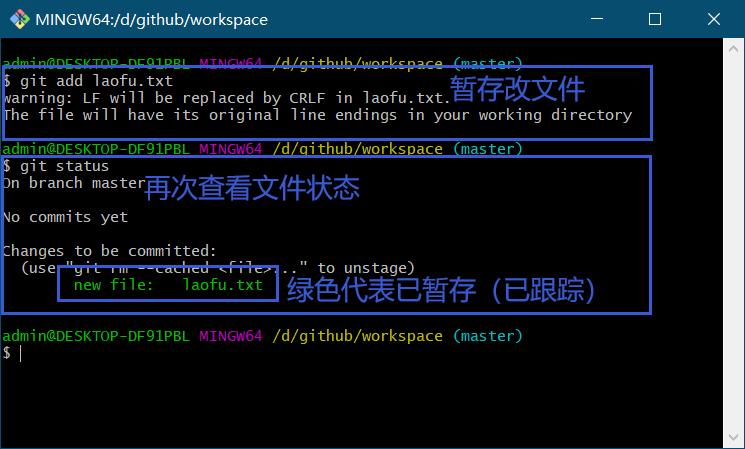 MINGW64:/d/github/workspace
admin@DESKTOP-DF91PBL MINGW64 /d/github/workspace (master)
$ git add laofu.txt
warning: LF will be replaced by CRLF in laofu.txt.
暂存改文件
The file will have its original line endings in your working directory
admin@DESKTOP-DF91PBL MINGW64 /d/github/workspace (master)
$ git status
On branch master
再次查看文件状态
No commits yet
Changes to be committed:
(use "git rm --cached <file>..." to unstage)
new file:   laofu.txt
绿色代表已暂存（已跟踪）
admin@DESKTOP-DF91PBL MINGW64 /d/github/workspace (master)
$